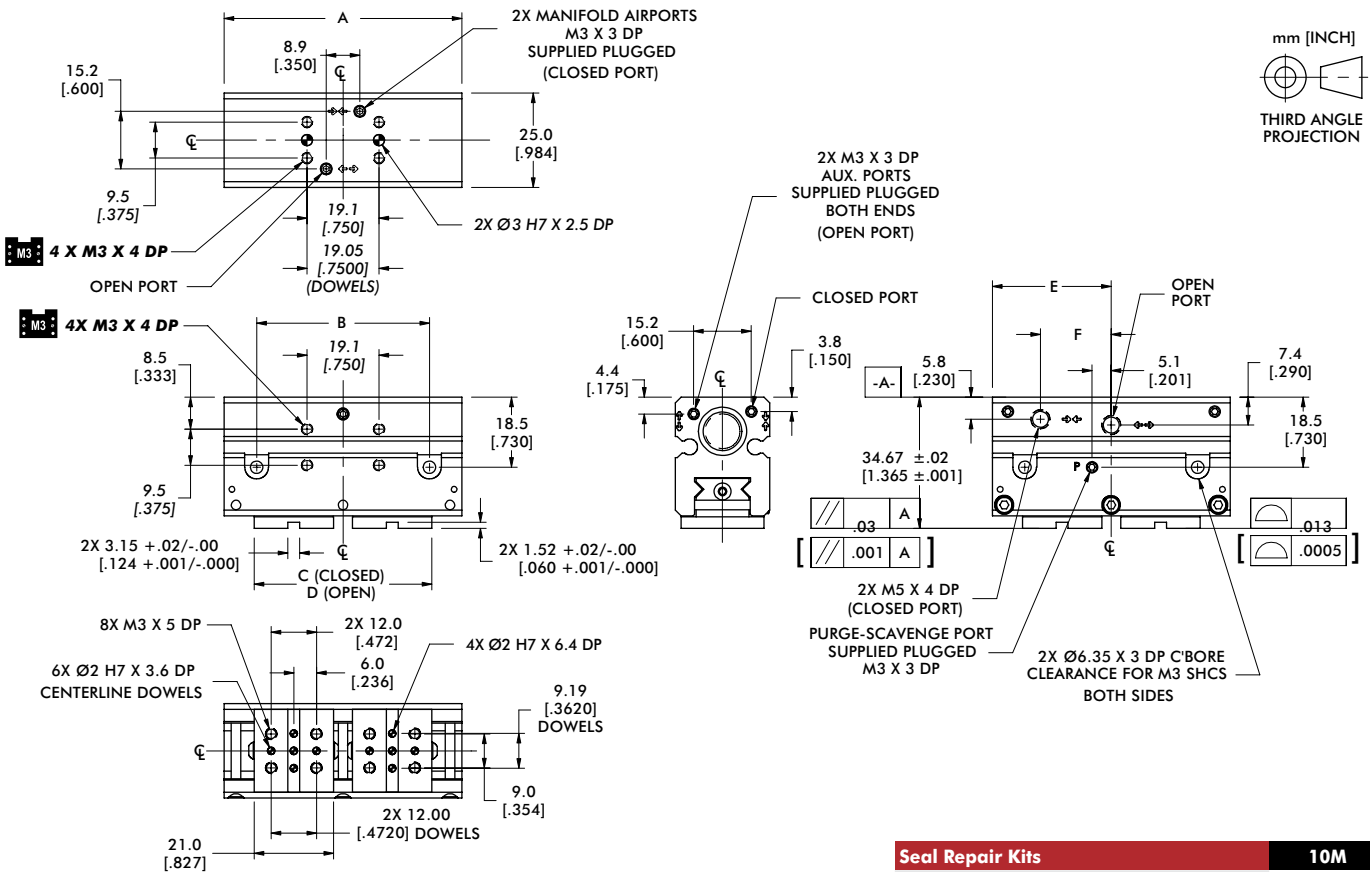 A
2X MANIFOLD AIRPORTS
M3 X 3 DP
SUPPLIED PLUGGED
(CLOSED PORT)
8.9
[.350]
℄
15.2
[.600]
℄
25.0
[.984]
9.5
[.375]
19.1
[.750]
2X Ø3 H7 X 2.5 DP
M3 4 X M3 X 4 DP
19.05
[.7500]
(DOWELS)
OPEN PORT
mm [INCH]
THIRD ANGLE
PROJECTION
M3 4X M3 X 4 DP
B
19.1
[.750]
8.5
[.333]
18.5
[.730]
9.5
[.375]
2X 3.15 +.02/-.00
[.124 +.001/-.000]
℄
2X 1.52 +.02/-.00
[.060 +.001/-.000]
C (CLOSED)
D (OPEN)
2X M3 X 3 DP
AUX. PORTS
SUPPLIED PLUGGED
BOTH ENDS
(OPEN PORT)
CLOSED PORT
15.2
[.600]
3.8
[.150]
4.4
[.175]
℄
E
OPEN
PORT
F
5.8
[.230]
5.1
[.201]
7.4
[.290]
-A-
18.5
[.730]
34.67 ±.02
[1.365 ±.001]
P
.03 A
[ .001 A ]
.013
[ .0005 ]
℄
2X M5 X 4 DP
(CLOSED PORT)
PURGE-SCAVENGE PORT
SUPPLIED PLUGGED
M3 X 3 DP
2X Ø6.35 X 3 DP C'BORE
CLEARANCE FOR M3 SHCS
BOTH SIDES
8X M3 X 5 DP
2X 12.0
[.472]
4X Ø2 H7 X 6.4 DP
6X Ø2 H7 X 3.6 DP
CENTERLINE DOWELS
6.0
[.236]
9.19
[.3620]
DOWELS
℄
9.0
[.354]
2X 12.00
[.4720] DOWELS
21.0
[.827]
Seal Repair Kits 10M